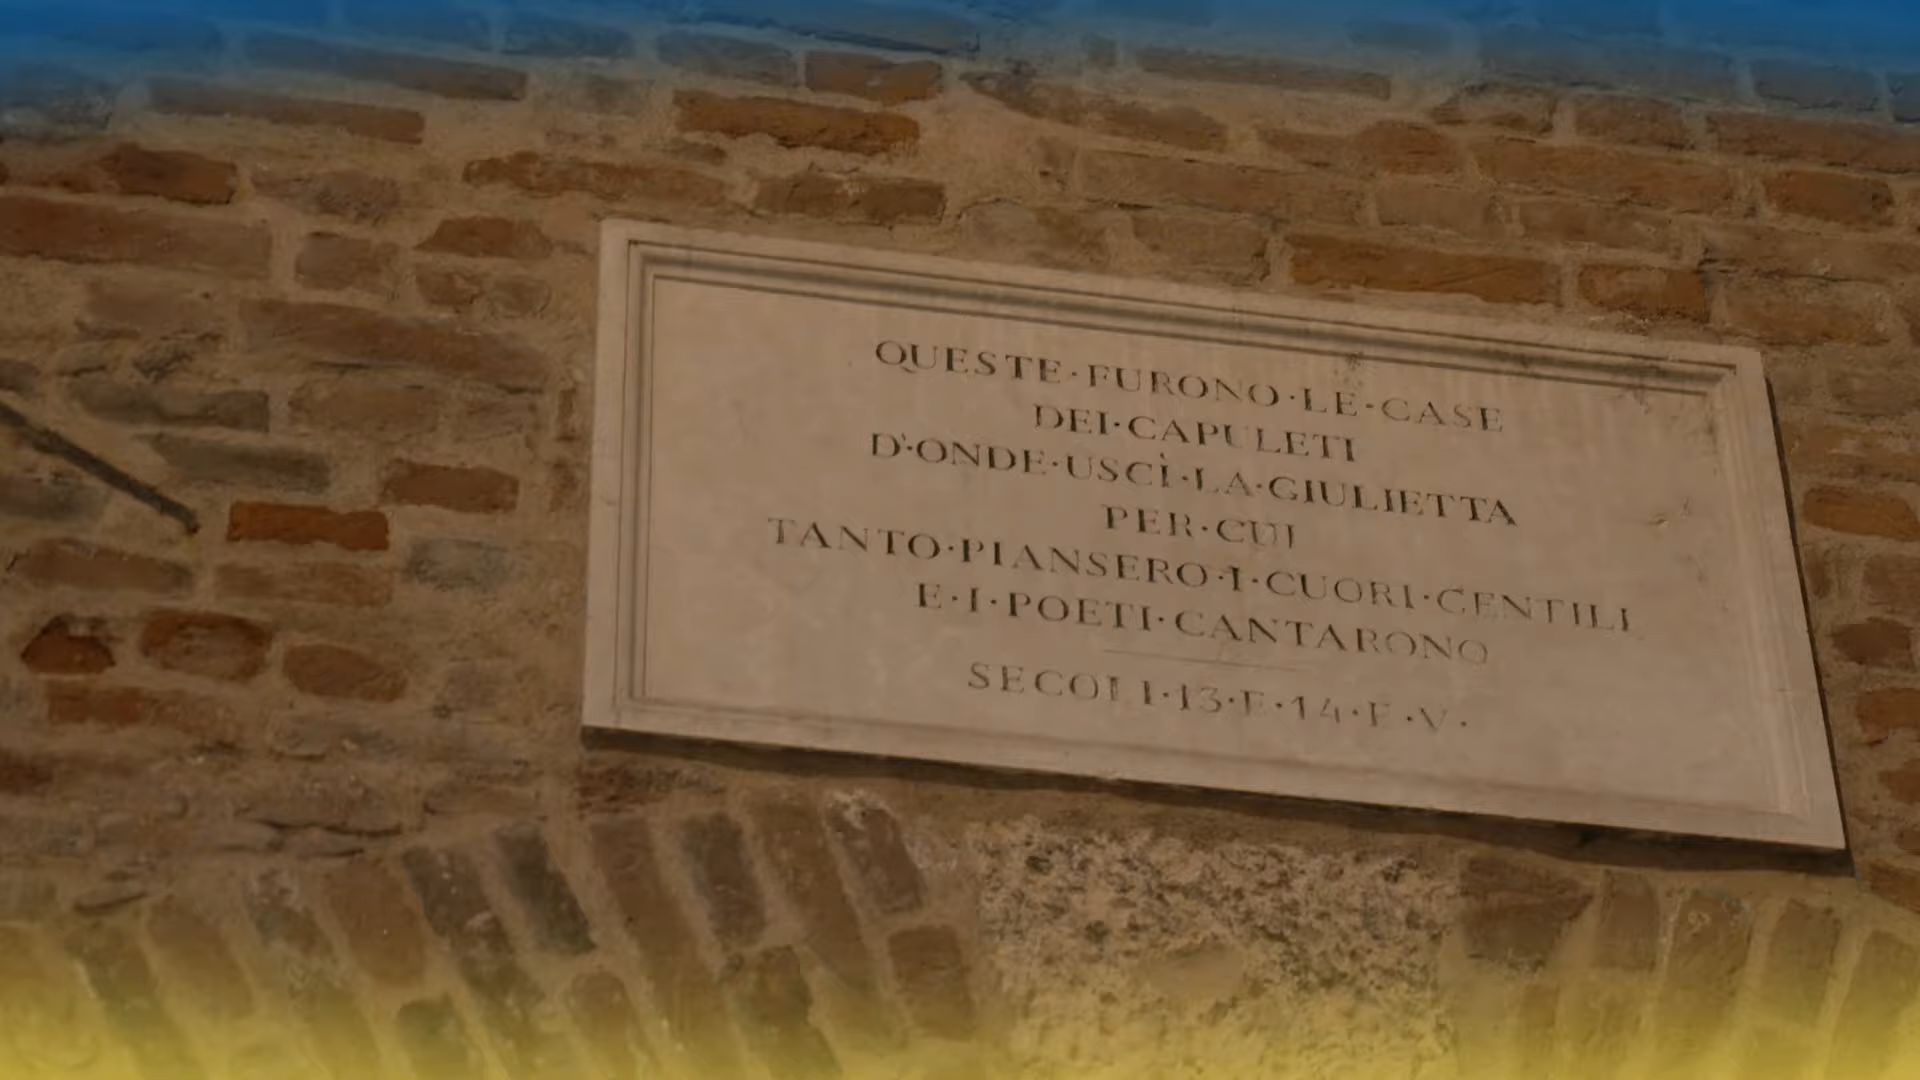 QUESTE·FURONO·LE·CASE
DEI·CAPULETI
D'·ONDE·USCÌ·LA·GIULIETTA
PER·CUI
TANTO·PIANSERO·I·CUORI·GENTILI
E·I·POETI·CANTARONO
SECOLI·13·E·14·E·V·